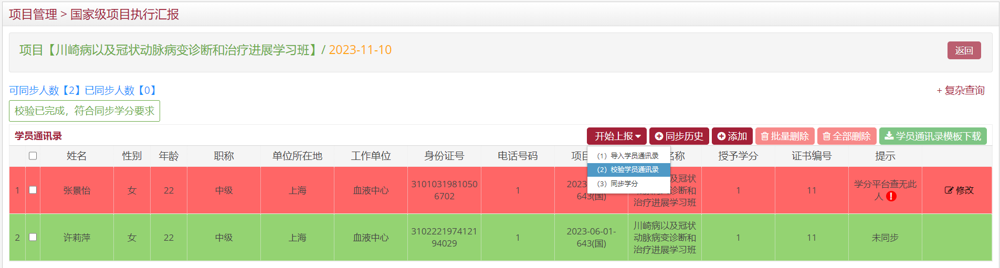 项目管理 > 国家级项目执行汇报
项目【川崎病以及冠状动脉病变诊断和治疗进展学习班】/ 2023-11-10
返回
可同步人数【2】已同步人数【0】
+ 复杂查询
校验已完成，符合同步学分要求
学员通讯录
开始上报
同步历史
添加
批量删除
全部删除
学员通讯录模板下载
（1）导入学员通讯录
（2）校验学员通讯录
（3）同步学分
姓名 性别 年龄 职称 单位所在地 工作单位 身份证号 电话号码 项目 名称 授予学分 证书编号 提示
1 张景怡 女 22 中级 上海 血液中心
3101031981050
6702
1
2023
643(国)
及冠状
诊断和
治疗进展学习班
1 11
学分平台查无此
人
修改
2 许莉萍 女 22 中级 上海 血液中心
3102221974121
94029
1
2023-06-01-
643(国)
川崎病以及冠状
动脉病变诊断和
治疗进展学习班
1 11 未同步